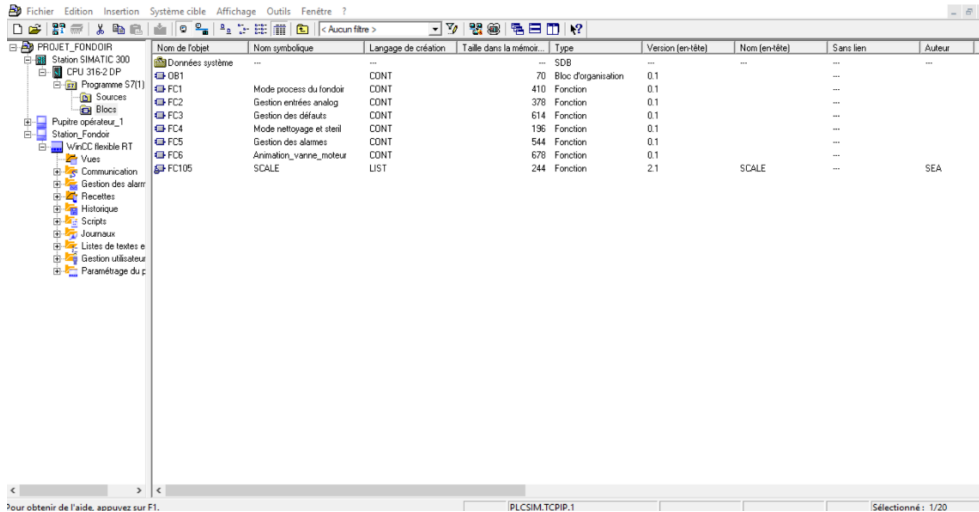 Fichier Edition Insertion Système cible Affichage Outils Fenêtre ?
< Aucun filtre >
PROJET_FONDOIR
Station SIMATIC 300
CPU 316-2 DP
Programme S7(1)
Sources
Blocs
Pupitre opérateur_1
Station_Fondoir
WinCC flexible RT
Vues
Communication
Gestion des alarm
Recettes
Historique
Scripts
Journaux
Listes de textes e
Gestion utilisateur
Paramétrage du p
Nom de l'objet Nom symbolique Langage de création Taille dans la mémoir... Type Version (en-tête) Nom (en-tête) Sans lien Auteur
Données système --- --- --- SDB --- --- --- ---
OB1 CONT 70 Bloc d'organisation 0.1 ---
FC1 Mode process du fondoir CONT 410 Fonction 0.1 ---
FC2 Gestion entrées analog CONT 378 Fonction 0.1 ---
FC3 Gestion des défauts CONT 614 Fonction 0.1 ---
FC4 Mode nettoyage et steril CONT 196 Fonction 0.1 ---
FC5 Gestion des alarmes CONT 544 Fonction 0.1 ---
FC6 Animation_vanne_moteur CONT 678 Fonction 0.1 ---
FC105 SCALE LIST 244 Fonction 2.1 SCALE --- SEA
Pour obtenir de l'aide, appuyez sur F1. PLCSIM.TCPIP.1 Sélectionné : 1/20